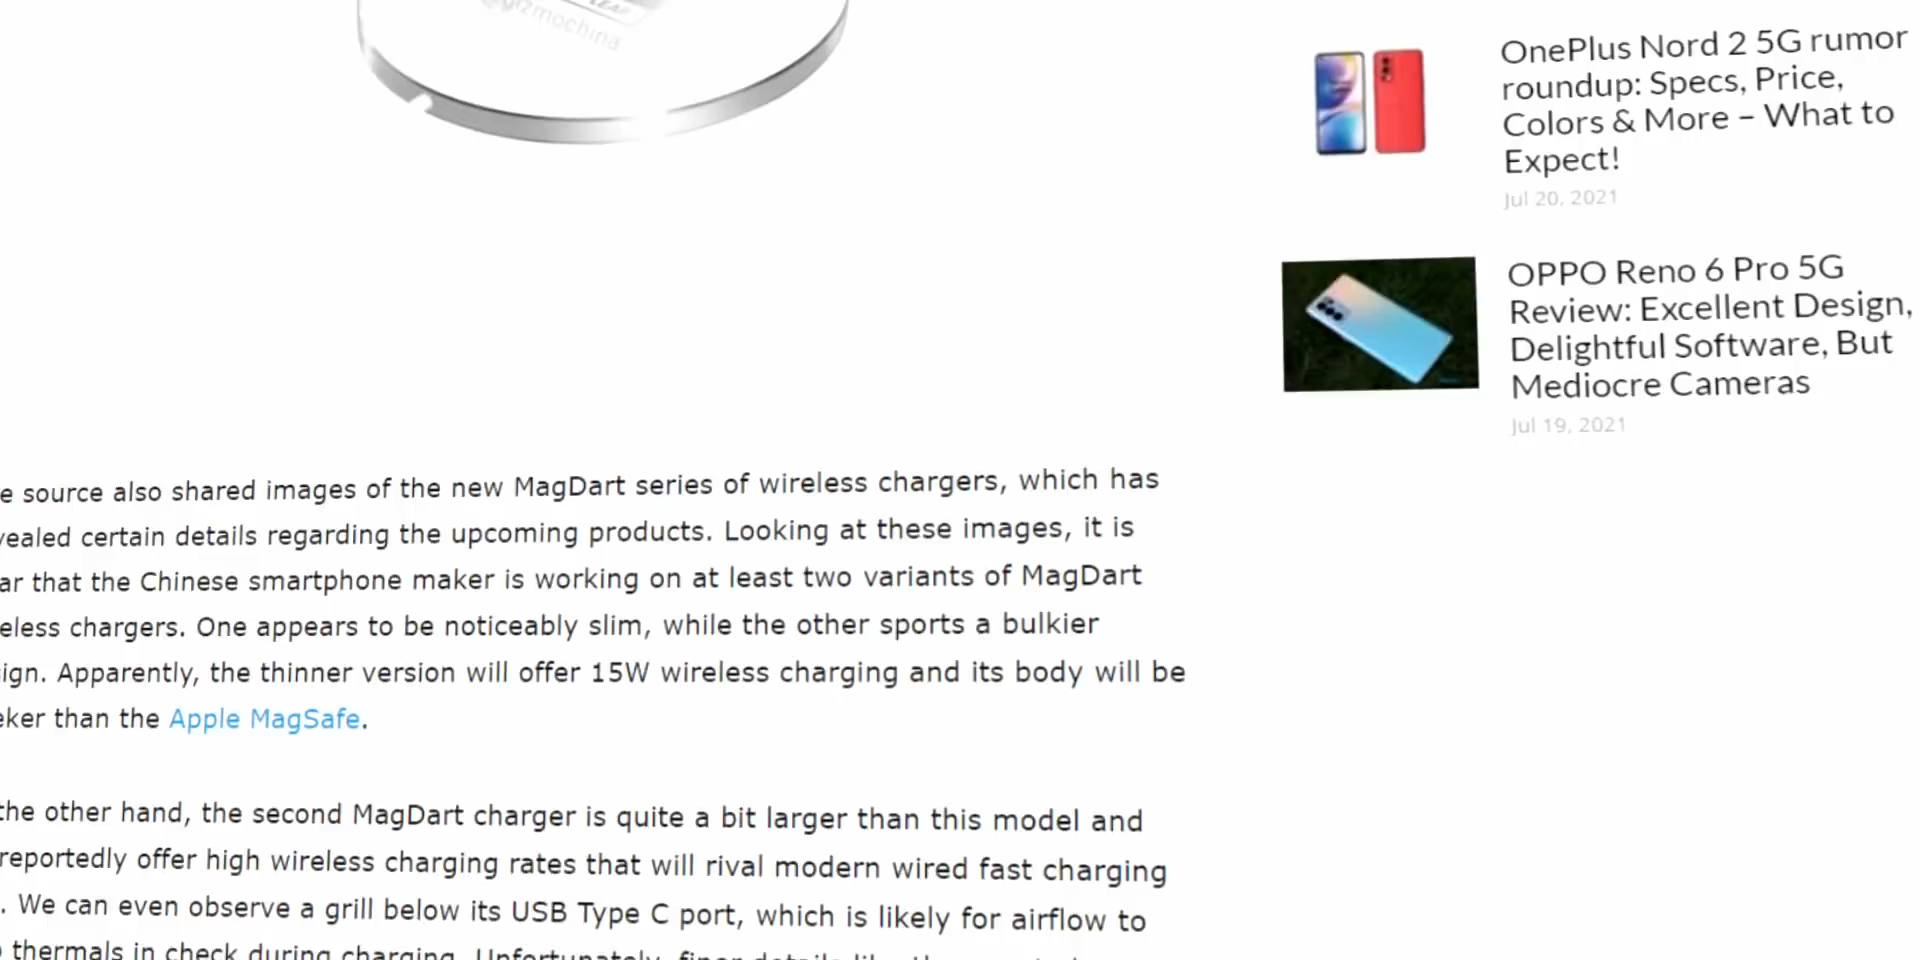 gizmochina
OnePlus Nord 2 5G rumor
roundup: Specs, Price,
Colors & More – What to
Expect!
Jul 20, 2021
OPPO Reno 6 Pro 5G
Review: Excellent Design,
Delightful Software, But
Mediocre Cameras
Jul 19, 2021
e source also shared images of the new MagDart series of wireless chargers, which has
vealed certain details regarding the upcoming products. Looking at these images, it is
ar that the Chinese smartphone maker is working on at least two variants of MagDart
eless chargers. One appears to be noticeably slim, while the other sports a bulkier
ign. Apparently, the thinner version will offer 15W wireless charging and its body will be
eker than the Apple MagSafe.
the other hand, the second MagDart charger is quite a bit larger than this model and
reportedly offer high wireless charging rates that will rival modern wired fast charging
. We can even observe a grill below its USB Type C port, which is likely for airflow to
thermals in check during charging. Unfortunately, finer details like